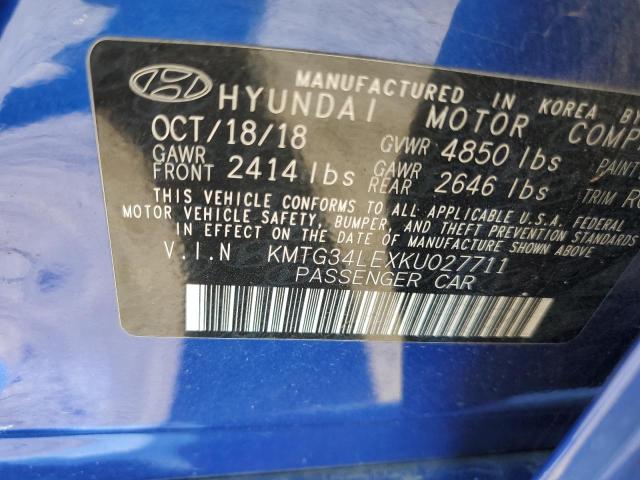 MANUFACTURED IN KOREA BY
HYUNDAI MOTOR
OCT/18/18 GVWR 4850 lbs
GAWR FRONT 2414 lbs GAWR REAR 2646 lbs TRIM
THIS VEHICLE CONFORMS TO ALL APPLICABLE U.S.A. FEDERAL
MOTOR VEHICLE SAFETY, BUMPER, AND THEFT PREVENTION STANDARDS
IN EFFECT ON THE DATE OF MANUFACTURE SHOWN ABOVE
V.I.N KMTG34LEXKU027711
PASSENGER CAR